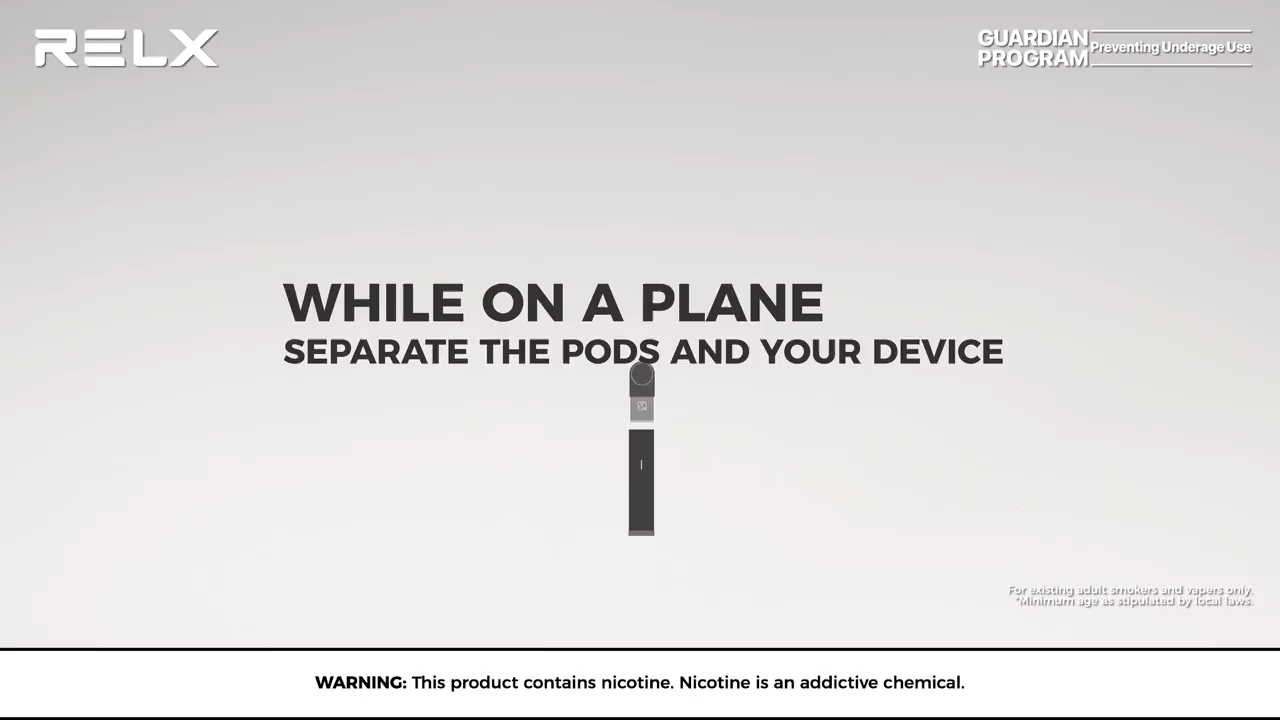 RELX
GUARDIAN
PROGRAM
Preventing Underage Use
WHILE ON A PLANE
SEPARATE THE PODS AND YOUR DEVICE
For existing adult smokers and vapers only.
*Minimum age as stipulated by local laws.
WARNING: This product contains nicotine. Nicotine is an addictive chemical.